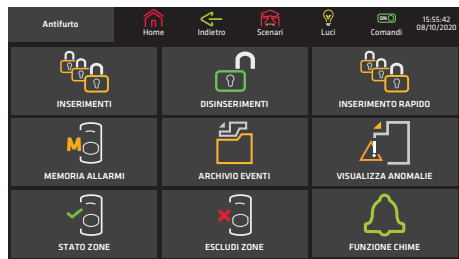 Antifurto
Home
Indietro
Scenari
Luci
ON
Comandi
15:55:42
08/10/2020
INSERIMENTI
DISINSERIMENTI
INSERIMENTO RAPIDO
M
MEMORIA ALLARMI
ARCHIVIO EVENTI
VISUALIZZA ANOMALIE
STATO ZONE
ESCLUDI ZONE
FUNZIONE CHIME